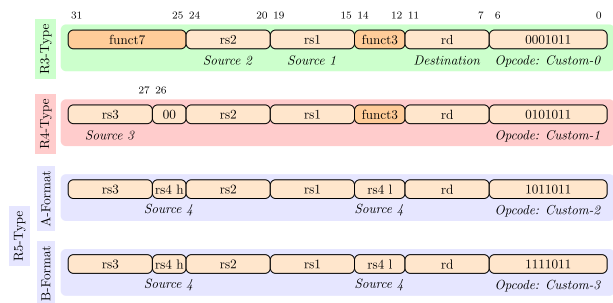 31 25 24 20 19 15 14 12 11 7 6 0
R3-Type
funct7 rs2 rs1 funct3 rd 0001011
Source 2 Source 1 Destination Opcode: Custom-0
27 26
R4-Type
rs3 00 rs2 rs1 funct3 rd 0101011
Source 3 Opcode: Custom-1
R5-Type
A-Format
rs3 rs4 h rs2 rs1 rs4 l rd 1011011
Source 4 Source 4 Opcode: Custom-2
B-Format
rs3 rs4 h rs2 rs1 rs4 l rd 1111011
Source 4 Source 4 Opcode: Custom-3